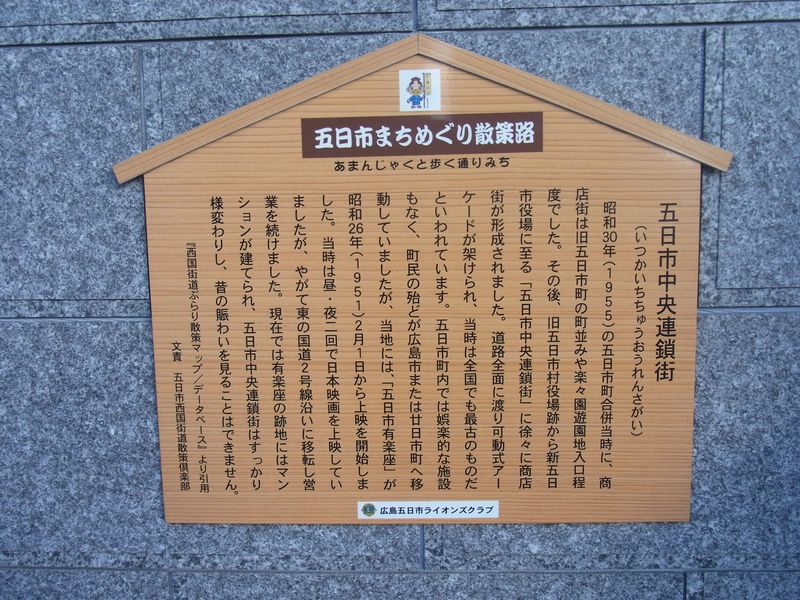 五日市まちめぐり散策路
あまんじゃくと歩く通りみち
五日市中央連鎖街
(いつかいちちゅうおうれんさがい)
昭和30年(1955)の五日市町合併当時に、商
店街は旧五日市町の町並みや楽々園遊園地入口程
度でした。その後、旧五日市村役場跡から新五日
市役場に至る「五日市中央連鎖街」に徐々に商店
街が形成されました。道路全面に渡り可動式アー
ケードが架けられ、当時は全国でも最古のものだ
といわれています。五日市町内では娯楽的な施設
もなく、町民の殆どが広島市または廿日市町へ移
動していましたが、当地には、「五日市有楽座」が
昭和26年(1951)2月1日から上映を開始しま
した。当時は昼・夜二回で日本映画を上映してい
ましたが、やがて東の国道2号線沿いに移転し営
業を続けました。現在では有楽座の跡地にはマン
ションが建てられ、五日市中央連鎖街はすっかり
様変わりし、昔の賑わいを見ることはできません。
『西国街道ぶらり散策マップ/データベース』より引用
文責 五日市西国街道散策倶楽部
広島五日市ライオンズクラブ